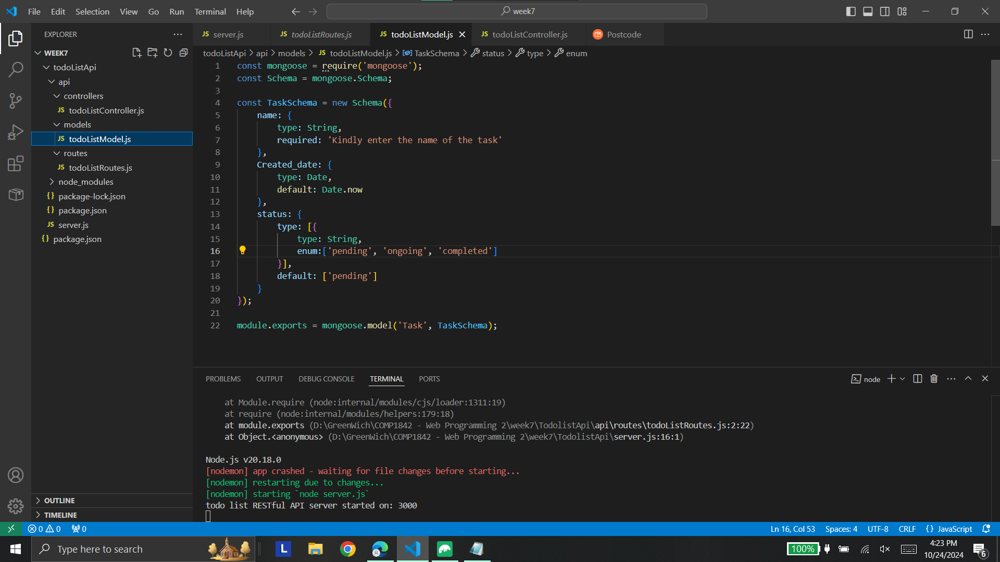 File Edit Selection View Go Run Terminal Help
week7
EXPLORER
WEEK7
todoListApi
api
controllers
JS todoListController.js
models
JS todoListModel.js
routes
JS todoListRoutes.js
node_modules
{} package-lock.json
{} package.json
JS server.js
{} package.json
OUTLINE
TIMELINE
JS server.js
JS todoListRoutes.js
JS todoListModel.js
JS todoListController.js
Postcode
todoListApi > api > models > JS todoListModel.js > TaskSchema > status > type > enum
1 const mongoose = require('mongoose');
2 const Schema = mongoose.Schema;
3
4 const TaskSchema = new Schema({
5 name: {
6 type: String,
7 required: 'Kindly enter the name of the task'
8 },
9 Created_date: {
10 type: Date,
11 default: Date.now
12 },
13 status: {
14 type: [{
15 type: String,
16 enum:['pending', 'ongoing', 'completed']
17 }],
18 default: ['pending']
19 }
20 });
21
22 module.exports = mongoose.model('Task', TaskSchema);
PROBLEMS OUTPUT DEBUG CONSOLE TERMINAL PORTS
node
at Module.require (node:internal/modules/cjs/loader:1311:19)
at require (node:internal/modules/helpers:179:18)
at module.exports (D:\GreenWich\COMP1842 - Web Programming 2\week7\TodolistApi\api\routes\todoListRoutes.js:2:22)
at Object.<anonymous> (D:\GreenWich\COMP1842 - Web Programming 2\week7\TodolistApi\server.js:16:1)
Node.js v20.18.0
[nodemon] app crashed - waiting for file changes before starting...
[nodemon] restarting due to changes...
[nodemon] starting `node server.js`
todo list RESTful API server started on: 3000
0 0 0
Ln 16, Col 53 Spaces: 4 UTF-8 CRLF {} JavaScript
Type here to search
L
8
100%
4:23 PM
10/24/2024
6